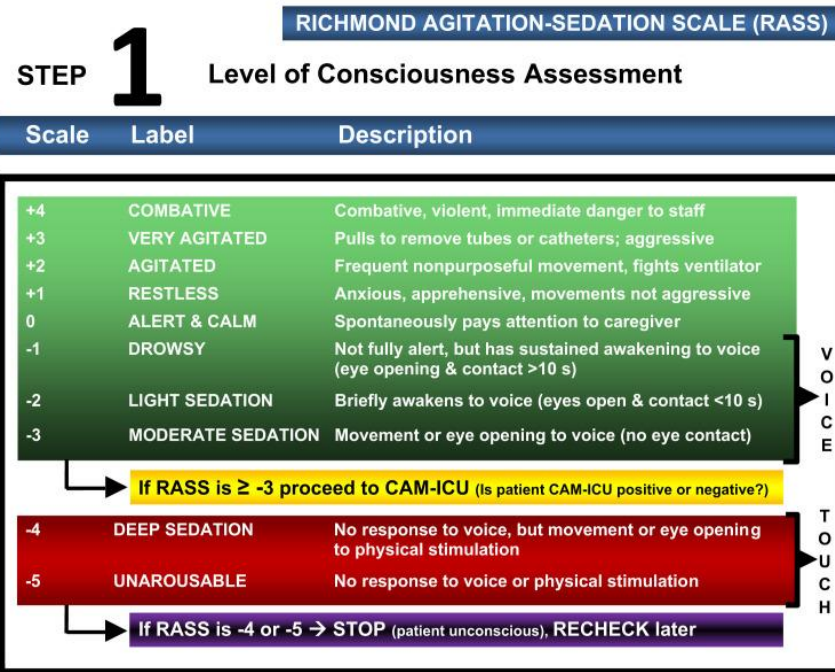 RICHMOND AGITATION-SEDATION SCALE (RASS)
STEP 1 Level of Consciousness Assessment
Scale Label Description
+4 COMBATIVE Combative, violent, immediate danger to staff
+3 VERY AGITATED Pulls to remove tubes or catheters; aggressive
+2 AGITATED Frequent nonpurposeful movement, fights ventilator
+1 RESTLESS Anxious, apprehensive, movements not aggressive
0 ALERT & CALM Spontaneously pays attention to caregiver
-1 DROWSY Not fully alert, but has sustained awakening to voice
(eye opening & contact >10 s)
-2 LIGHT SEDATION Briefly awakens to voice (eyes open & contact <10 s)
-3 MODERATE SEDATION Movement or eye opening to voice (no eye contact)
VOICE
If RASS is ≥ -3 proceed to CAM-ICU (Is patient CAM-ICU positive or negative?)
-4 DEEP SEDATION No response to voice, but movement or eye opening
to physical stimulation
-5 UNAROUSABLE No response to voice or physical stimulation
TOUCH
If RASS is -4 or -5 → STOP (patient unconscious), RECHECK later